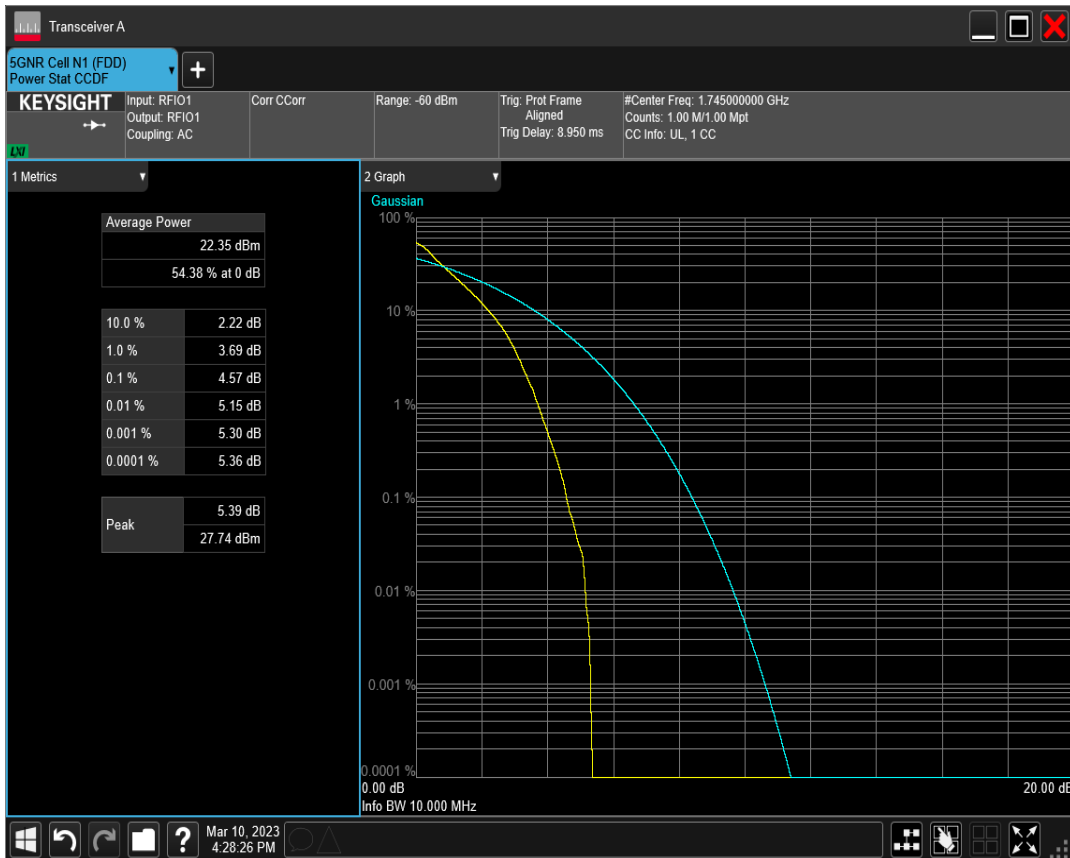 Transceiver A
5GNR Cell N1 (FDD)
Power Stat CCDF
+
KEYSIGHT
LXI
Input: RFIO1
Output: RFIO1
Coupling: AC
Corr CCorr
Range: -60 dBm
Trig: Prot Frame
Aligned
Trig Delay: 8.950 ms
#Center Freq: 1.745000000 GHz
Counts: 1.00 M/1.00 Mpt
CC Info: UL, 1 CC
1 Metrics
Average Power
22.35 dBm
54.38 % at 0 dB
10.0 % 2.22 dB
1.0 % 3.69 dB
0.1 % 4.57 dB
0.01 % 5.15 dB
0.001 % 5.30 dB
0.0001 % 5.36 dB
Peak
5.39 dB
27.74 dBm
2 Graph
Gaussian
100 %
10 %
1 %
0.1 %
0.01 %
0.001 %
0.0001 %
0.00 dB 20.00 dB
Info BW 10.000 MHz
?
Mar 10, 2023
4:28:26 PM